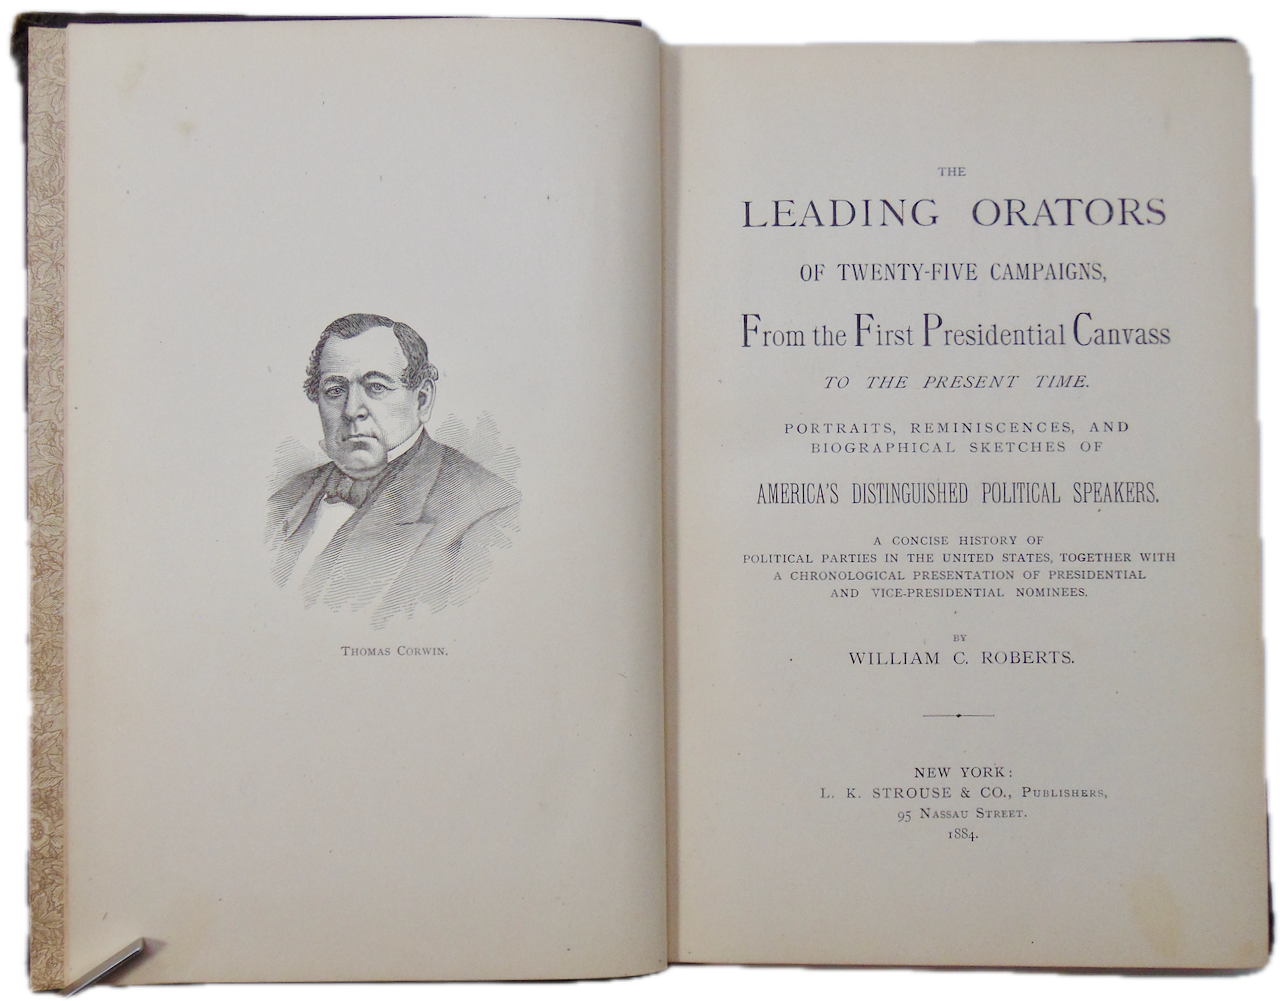 Thomas Corwin.
THE
LEADING ORATORS
OF TWENTY-FIVE CAMPAIGNS,
From the First Presidential Canvass
TO THE PRESENT TIME.
PORTRAITS, REMINISCENCES, AND
BIOGRAPHICAL SKETCHES OF
AMERICA'S DISTINGUISHED POLITICAL SPEAKERS.
A CONCISE HISTORY OF
POLITICAL PARTIES IN THE UNITED STATES, TOGETHER WITH
A CHRONOLOGICAL PRESENTATION OF PRESIDENTIAL
AND VICE-PRESIDENTIAL NOMINEES.
BY
WILLIAM C. ROBERTS.
NEW YORK:
L. K. STROUSE & CO., Publishers,
95 Nassau Street.
1884.